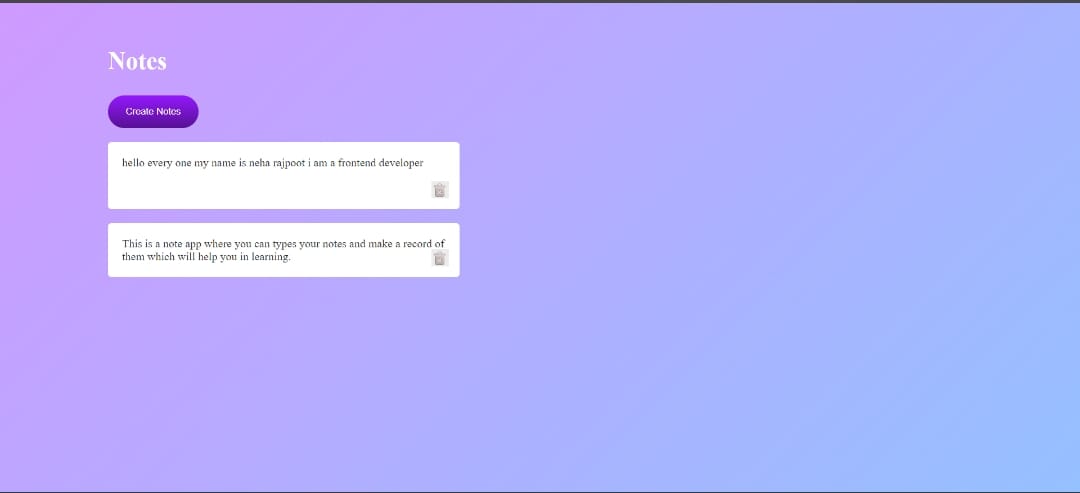 Notes
Create Notes
hello every one my name is neha rajpoot i am a frontend developer
This is a note app where you can types your notes and make a record of
them which will help you in learning.